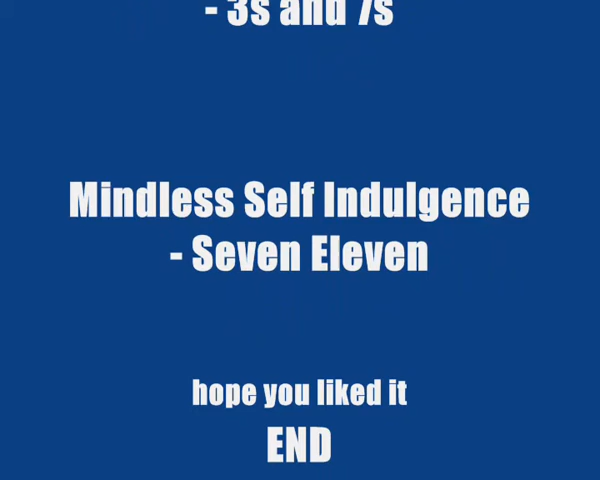 - 3s and 7s
Mindless Self Indulgence
- Seven Eleven
hope you liked it
END